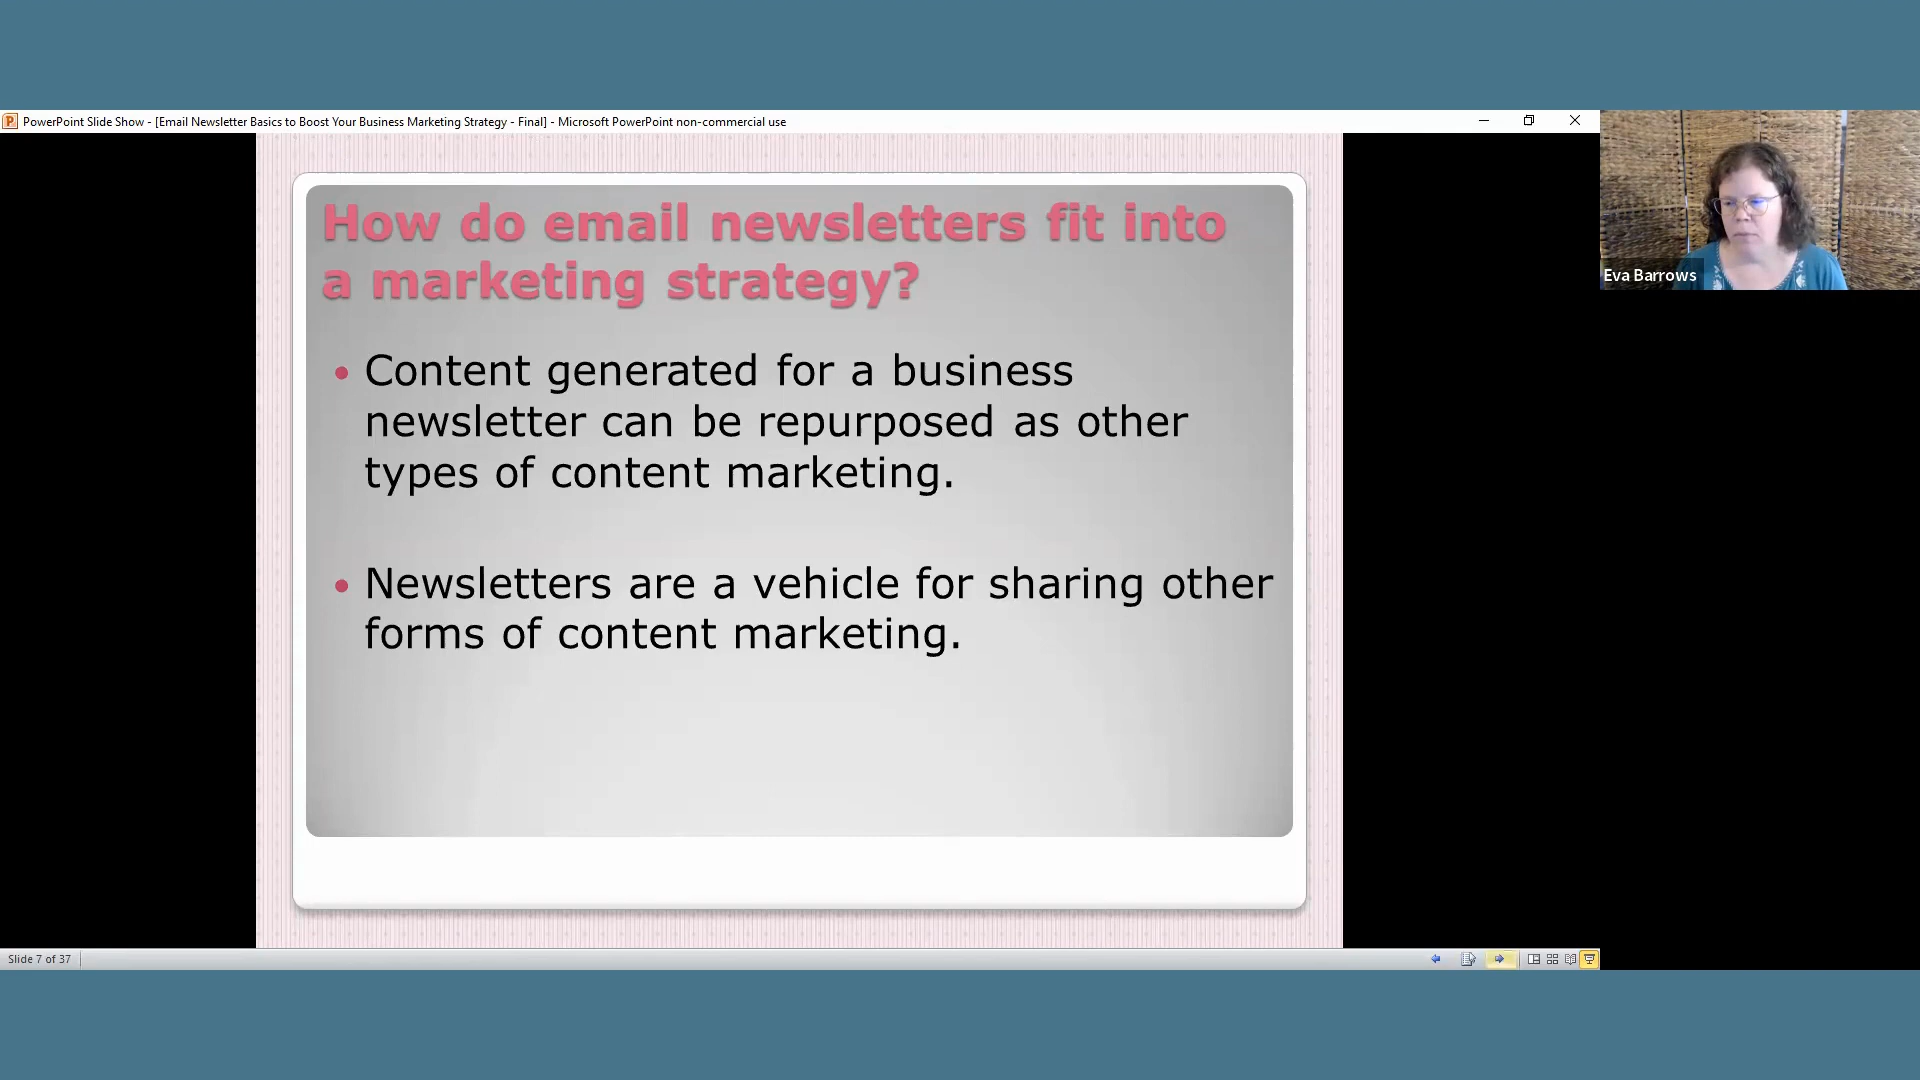 PowerPoint Slide Show - [Email Newsletter Basics to Boost Your Business Marketing Strategy - Final] - Microsoft PowerPoint non-commercial use
How do email newsletters fit into
a marketing strategy?
• Content generated for a business
newsletter can be repurposed as other
types of content marketing.
• Newsletters are a vehicle for sharing other
forms of content marketing.
Eva Barrows
Slide 7 of 37